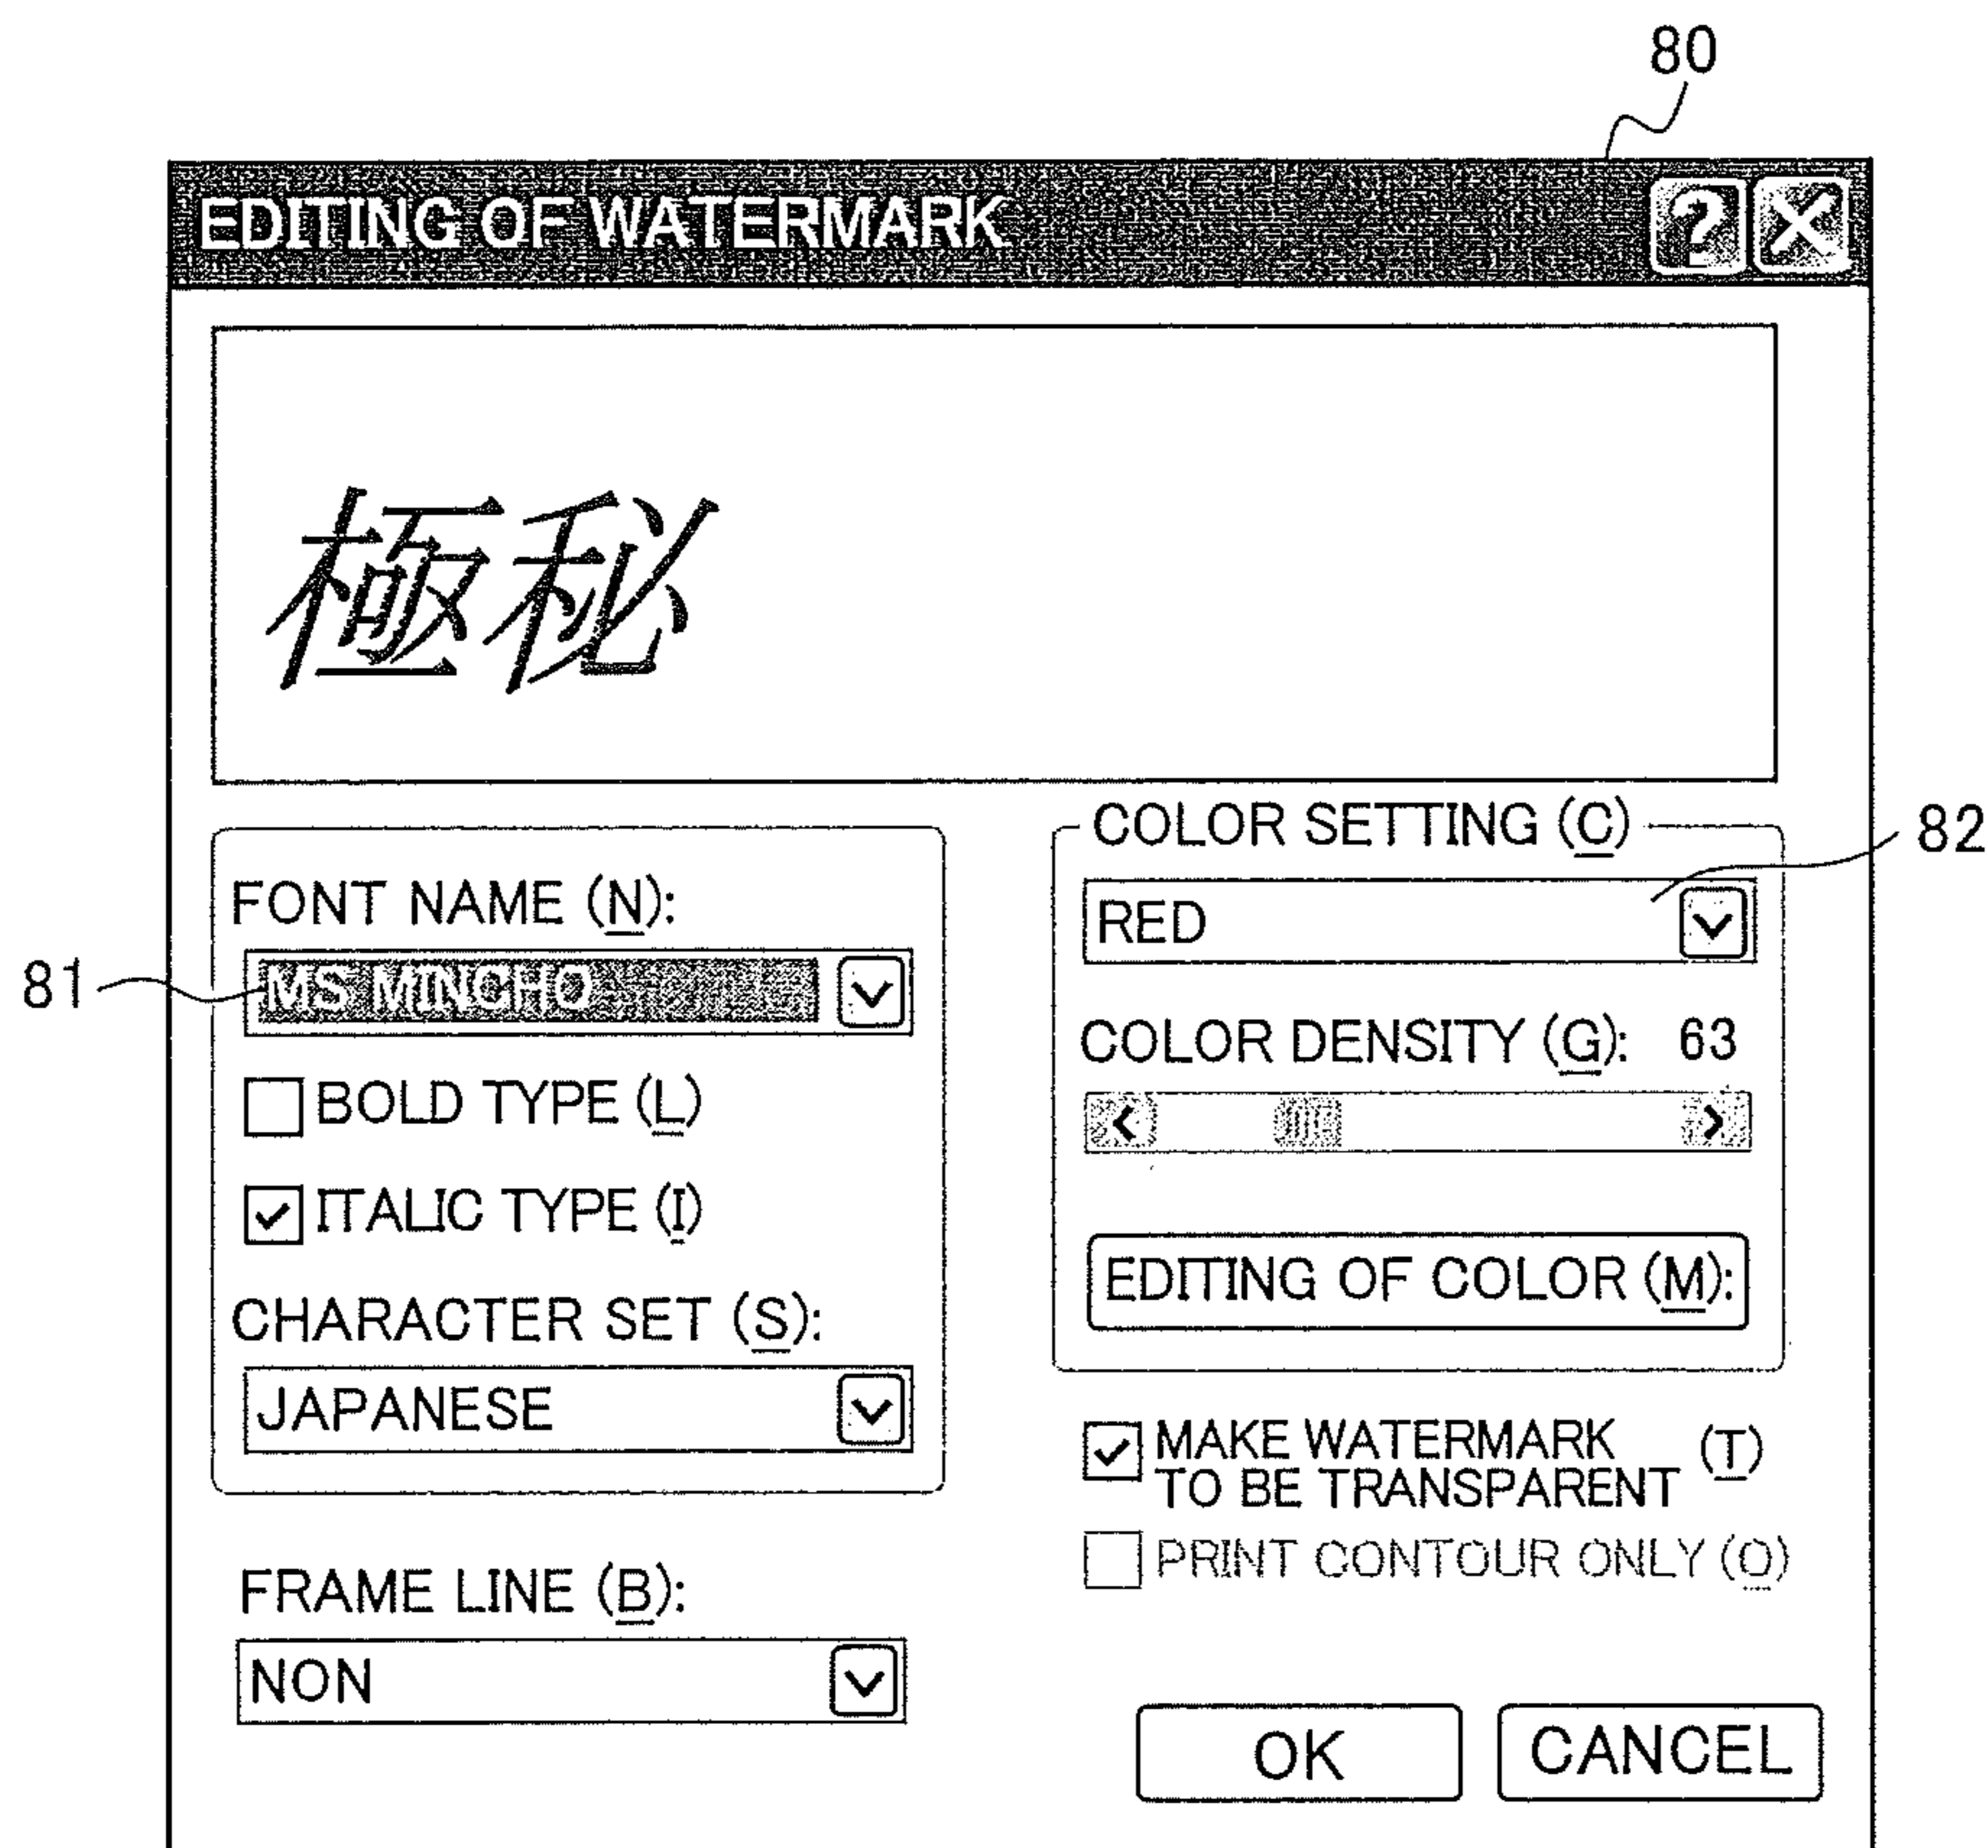 80
EDITING OF WATERMARK ? X
極秘
FONT NAME (N):
81
MS MINCHO
BOLD TYPE (L)
ITALIC TYPE (I)
CHARACTER SET (S):
JAPANESE
FRAME LINE (B):
NON
COLOR SETTING (C)
82
RED
COLOR DENSITY (G): 63
EDITING OF COLOR (M):
MAKE WATERMARK (T)
TO BE TRANSPARENT
PRINT CONTOUR ONLY (O)
OK CANCEL